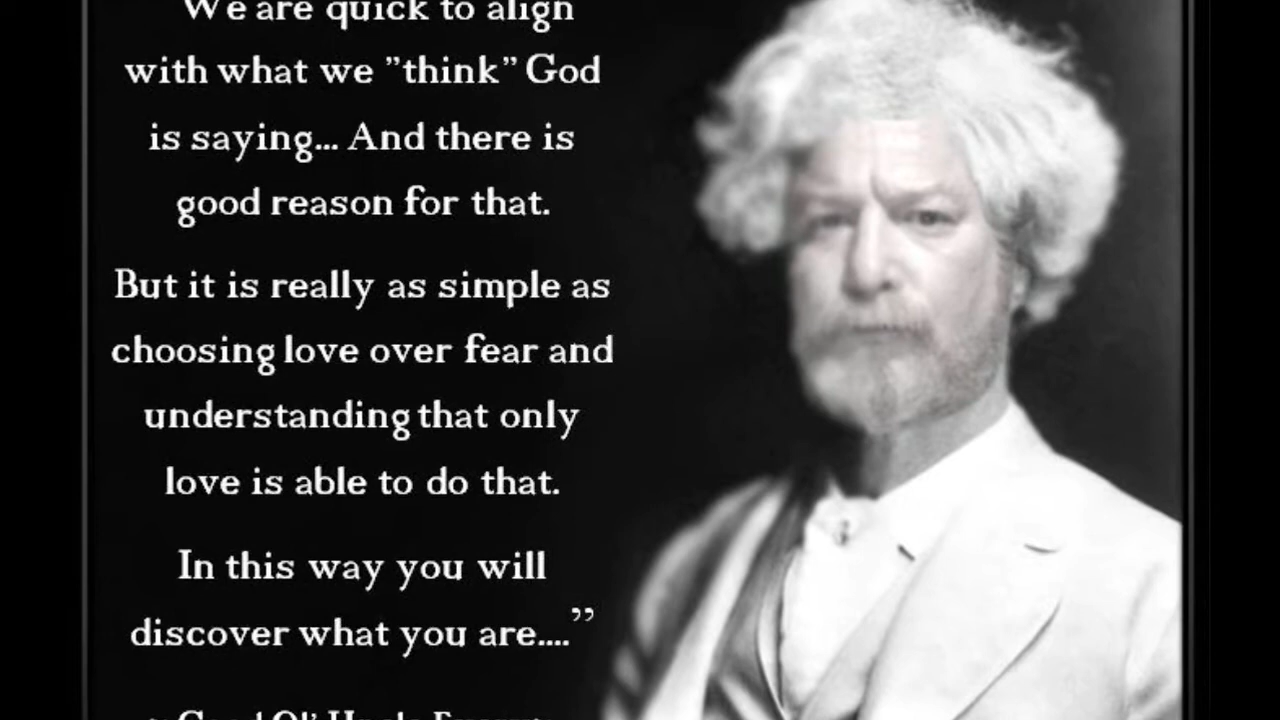 We are quick to align
with what we ”think” God
is saying... And there is
good reason for that.
But it is really as simple as
choosing love over fear and
understanding that only
love is able to do that.
In this way you will
discover what you are....”